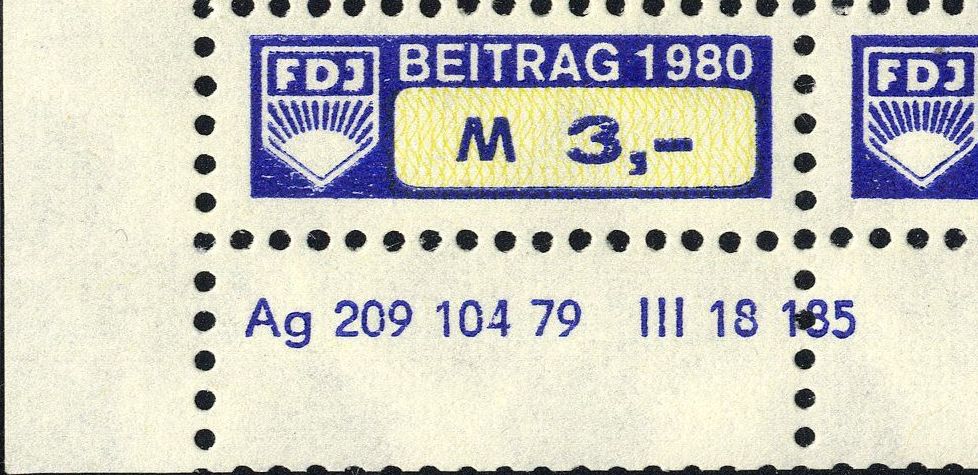 FDJ BEITRAG 1980 FDJ
M 3,-
Ag 209 104 79 III 18 185